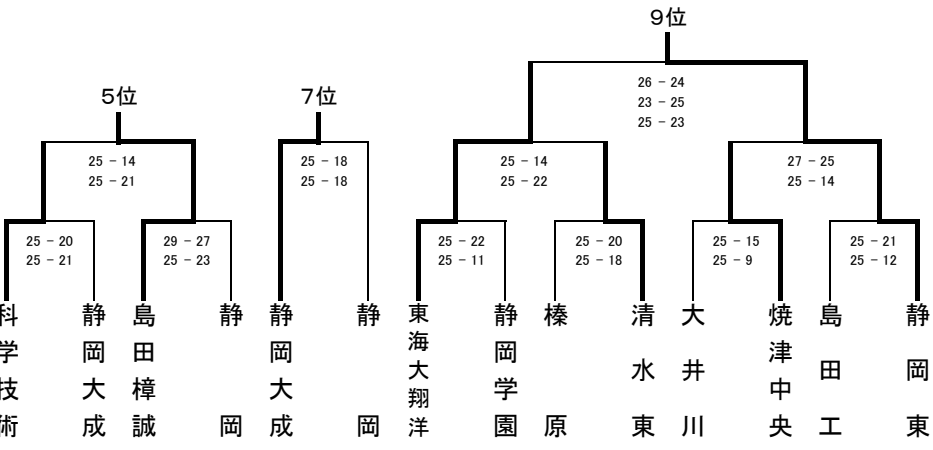 9位
26 - 24
23 - 25
25 - 23
5位
7位
25 - 14
25 - 21
25 - 18
25 - 18
25 - 14
25 - 22
27 - 25
25 - 14
25 - 20
25 - 21
29 - 27
25 - 23
25 - 22
25 - 11
25 - 20
25 - 18
25 - 15
25 - 9
25 - 21
25 - 12
科学技術
静岡大成
島田樟誠
静岡
静岡大成
静岡
東海大翔洋
静岡学園
榛原
清水東
大井川
焼津中央
島田工
静岡東